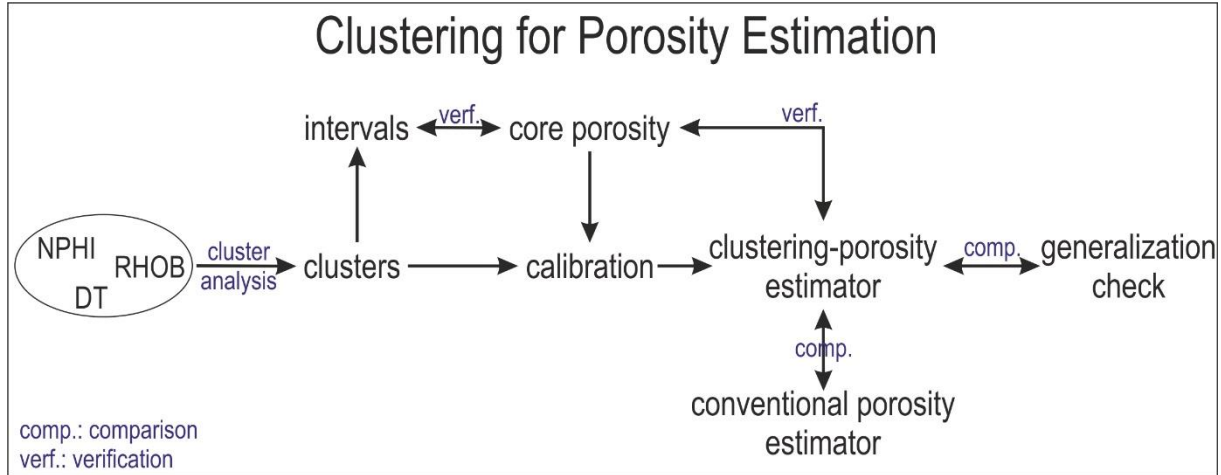 Clustering for Porosity Estimation
intervals
verf.
core porosity
verf.
NPHI
RHOB
DT
cluster
analysis
clusters
calibration
clustering-porosity
estimator
comp.
generalization
check
comp.
conventional porosity
estimator
comp.: comparison
verf.: verification